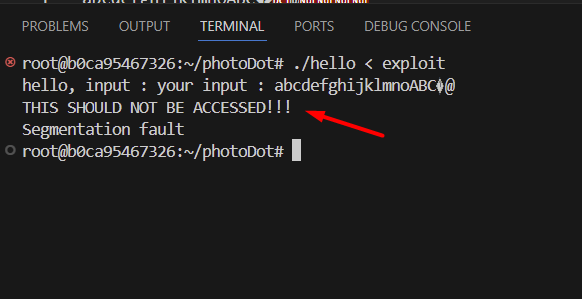 PROBLEMS OUTPUT TERMINAL PORTS DEBUG CONSOLE
root@b0ca95467326:~/photoDot# ./hello < exploit
hello, input : your input : abcdefghijklmnoABC�@
THIS SHOULD NOT BE ACCESSED!!!
Segmentation fault
root@b0ca95467326:~/photoDot#